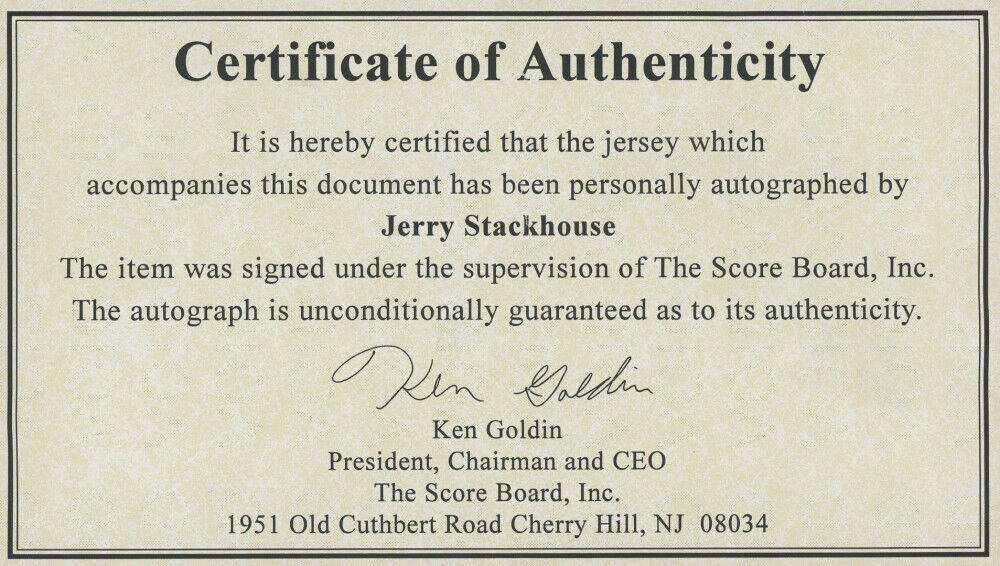 Certificate of Authenticity
It is hereby certified that the jersey which
accompanies this document has been personally autographed by
Jerry Stackhouse
The item was signed under the supervision of The Score Board, Inc.
The autograph is unconditionally guaranteed as to its authenticity.
Ken Goldin
Ken Goldin
President, Chairman and CEO
The Score Board, Inc.
1951 Old Cuthbert Road Cherry Hill, NJ 08034